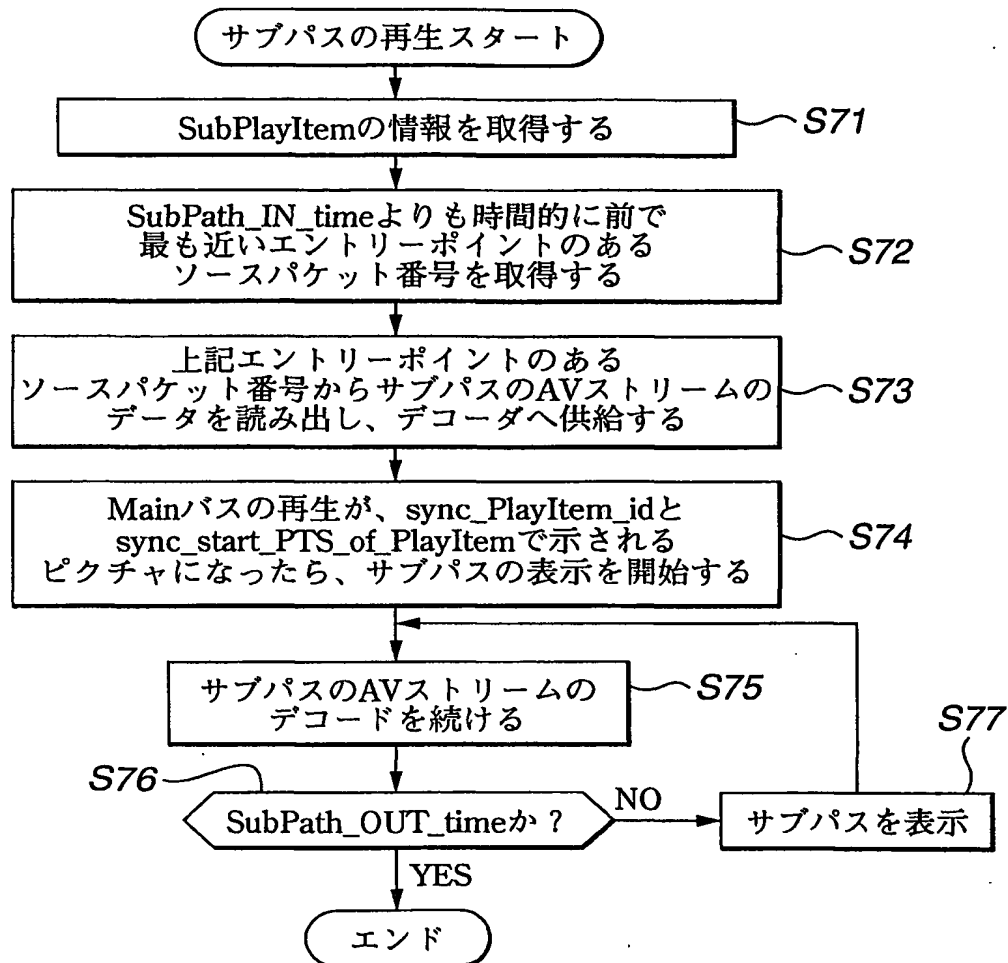 サブパスの再生スタート
SubPlayItemの情報を取得する
S71
SubPath_IN_timeよりも時間的に前で
最も近いエントリーポイントのある
ソースパケット番号を取得する
S72
上記エントリーポイントのある
ソースパケット番号からサブパスのAVストリームの
データを読み出し、デコーダへ供給する
S73
Mainパスの再生が、sync_PlayItem_idと
sync_start_PTS_of_PlayItemで示される
ピクチャになったら、サブパスの表示を開始する
S74
サブパスのAVストリームの
デコードを続ける
S75
S76
SubPath_OUT_timeか?
NO
S77
サブパスを表示
YES
エンド